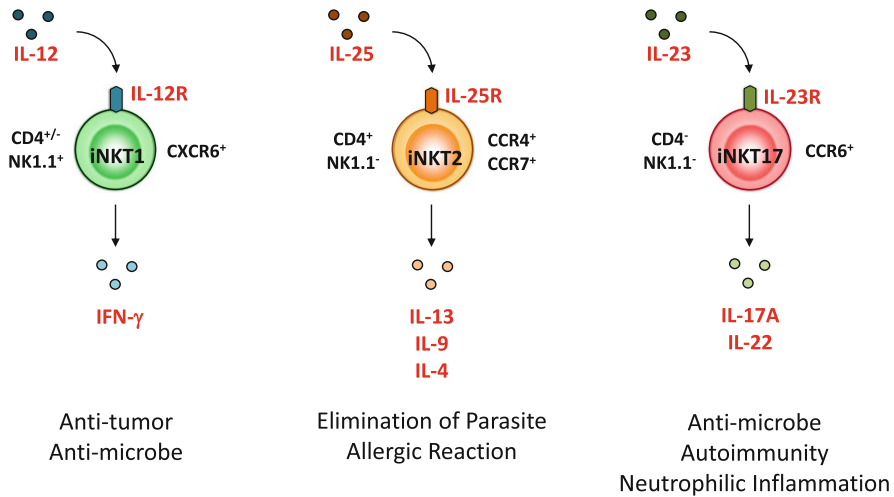 IL-12
IL-12R
CD4+/-
NK1.1+
iNKT1
CXCR6+
IFN-γ
Anti-tumor
Anti-microbe
IL-25
IL-25R
CD4+
NK1.1-
iNKT2
CCR4+
CCR7+
IL-13
IL-9
IL-4
Elimination of Parasite
Allergic Reaction
IL-23
IL-23R
CD4-
NK1.1-
iNKT17
CCR6+
IL-17A
IL-22
Anti-microbe
Autoimmunity
Neutrophilic Inflammation